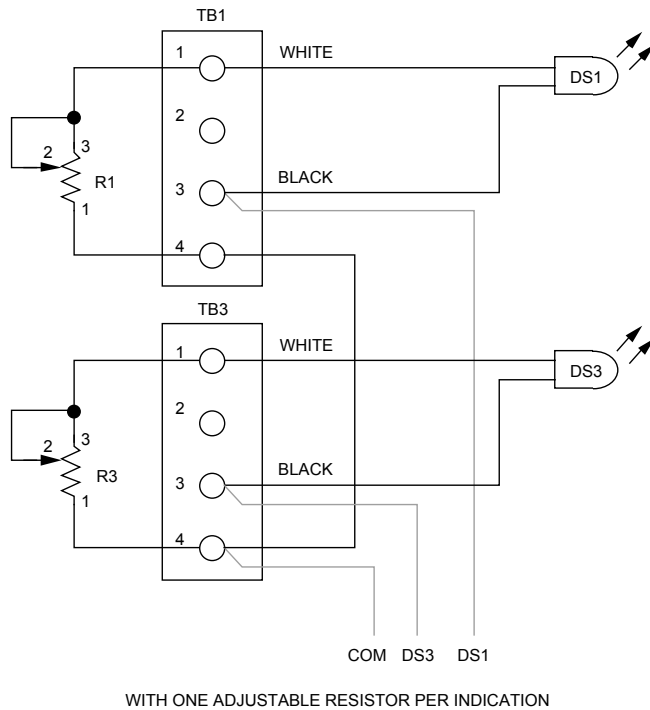 TB1
1 WHITE
DS1
2
2 3
R1
3 BLACK
1
4
TB3
1 WHITE
DS3
2
2 3
R3
3 BLACK
1
4
COM DS3 DS1
WITH ONE ADJUSTABLE RESISTOR PER INDICATION